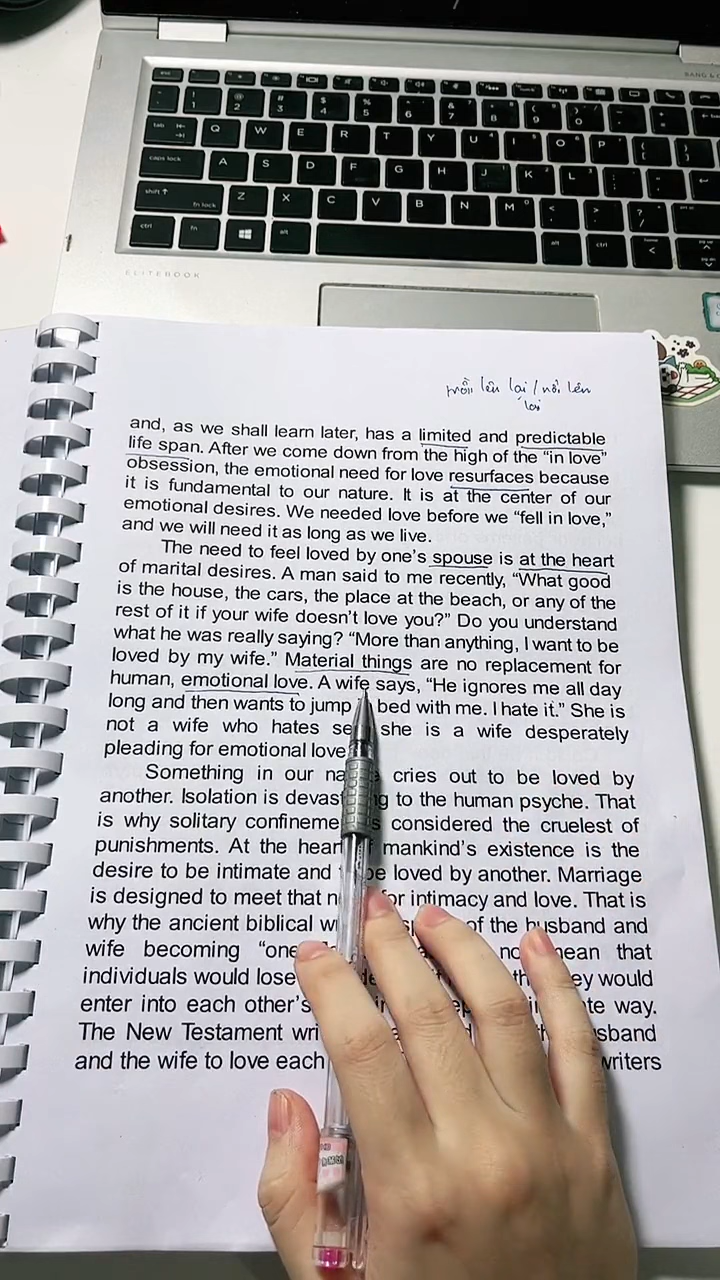 ELITEBOOK
trồi lên lại / nổi lên
lại
and, as we shall learn later, has a limited and predictable
life span. After we come down from the high of the “in love”
obsession, the emotional need for love resurfaces because
it is fundamental to our nature. It is at the center of our
emotional desires. We needed love before we “fell in love,”
and we will need it as long as we live.
The need to feel loved by one’s spouse is at the heart
of marital desires. A man said to me recently, “What good
is the house, the cars, the place at the beach, or any of the
rest of it if your wife doesn’t love you?” Do you understand
what he was really saying? “More than anything, I want to be
loved by my wife.” Material things are no replacement for
human, emotional love. A wife says, “He ignores me all day
long and then wants to jump bed with me. I hate it.” She is
not a wife who hates she is a wife desperately
pleading for emotional love
Something in our cries out to be loved by
another. Isolation is to the human psyche. That
is why solitary considered the cruelest of
punishments. At the mankind’s existence is the
desire to be intimate and loved by another. Marriage
is designed to meet that for intimacy and love. That is
why the ancient biblical of the husband and
wife becoming “one mean that
individuals would lose they would
enter into each other’s way.
The New Testament
and the wife to love each writers